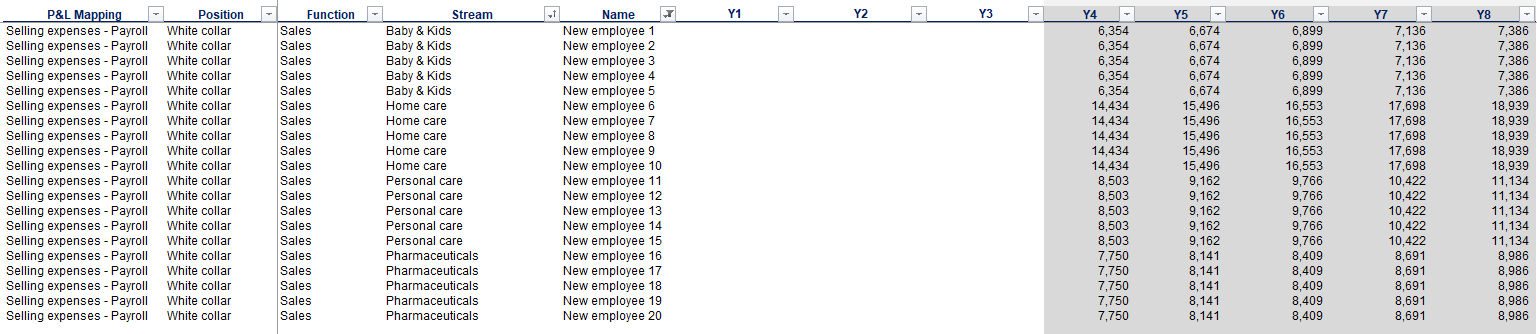 P&L Mapping Position Function Stream Name Y1 Y2 Y3 Y4 Y5 Y6 Y7 Y8
Selling expenses - Payroll White collar Sales Baby & Kids New employee 1 6,354 6,674 6,899 7,136 7,386
Selling expenses - Payroll White collar Sales Baby & Kids New employee 2 6,354 6,674 6,899 7,136 7,386
Selling expenses - Payroll White collar Sales Baby & Kids New employee 3 6,354 6,674 6,899 7,136 7,386
Selling expenses - Payroll White collar Sales Baby & Kids New employee 4 6,354 6,674 6,899 7,136 7,386
Selling expenses - Payroll White collar Sales Baby & Kids New employee 5 6,354 6,674 6,899 7,136 7,386
Selling expenses - Payroll White collar Sales Home care New employee 6 14,434 15,496 16,553 17,698 18,939
Selling expenses - Payroll White collar Sales Home care New employee 7 14,434 15,496 16,553 17,698 18,939
Selling expenses - Payroll White collar Sales Home care New employee 8 14,434 15,496 16,553 17,698 18,939
Selling expenses - Payroll White collar Sales Home care New employee 9 14,434 15,496 16,553 17,698 18,939
Selling expenses - Payroll White collar Sales Home care New employee 10 14,434 15,496 16,553 17,698 18,939
Selling expenses - Payroll White collar Sales Personal care New employee 11 8,503 9,162 9,766 10,422 11,134
Selling expenses - Payroll White collar Sales Personal care New employee 12 8,503 9,162 9,766 10,422 11,134
Selling expenses - Payroll White collar Sales Personal care New employee 13 8,503 9,162 9,766 10,422 11,134
Selling expenses - Payroll White collar Sales Personal care New employee 14 8,503 9,162 9,766 10,422 11,134
Selling expenses - Payroll White collar Sales Personal care New employee 15 8,503 9,162 9,766 10,422 11,134
Selling expenses - Payroll White collar Sales Pharmaceuticals New employee 16 7,750 8,141 8,409 8,691 8,986
Selling expenses - Payroll White collar Sales Pharmaceuticals New employee 17 7,750 8,141 8,409 8,691 8,986
Selling expenses - Payroll White collar Sales Pharmaceuticals New employee 18 7,750 8,141 8,409 8,691 8,986
Selling expenses - Payroll White collar Sales Pharmaceuticals New employee 19 7,750 8,141 8,409 8,691 8,986
Selling expenses - Payroll White collar Sales Pharmaceuticals New employee 20 7,750 8,141 8,409 8,691 8,986